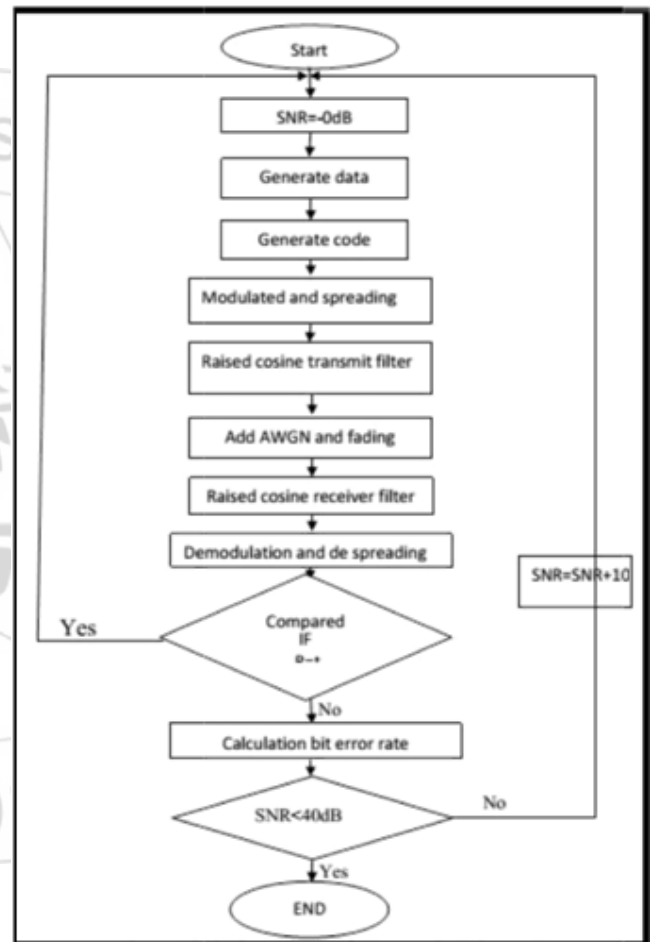 Start
SNR=-0dB
Generate data
Generate code
Modulated and spreading
Raised cosine transmit filter
Add AWGN and fading
Raised cosine receiver filter
Demodulation and de spreading
SNR=SNR+10
Yes
Compared
IF
No
Calculation bit error rate
SNR<40dB
No
Yes
END